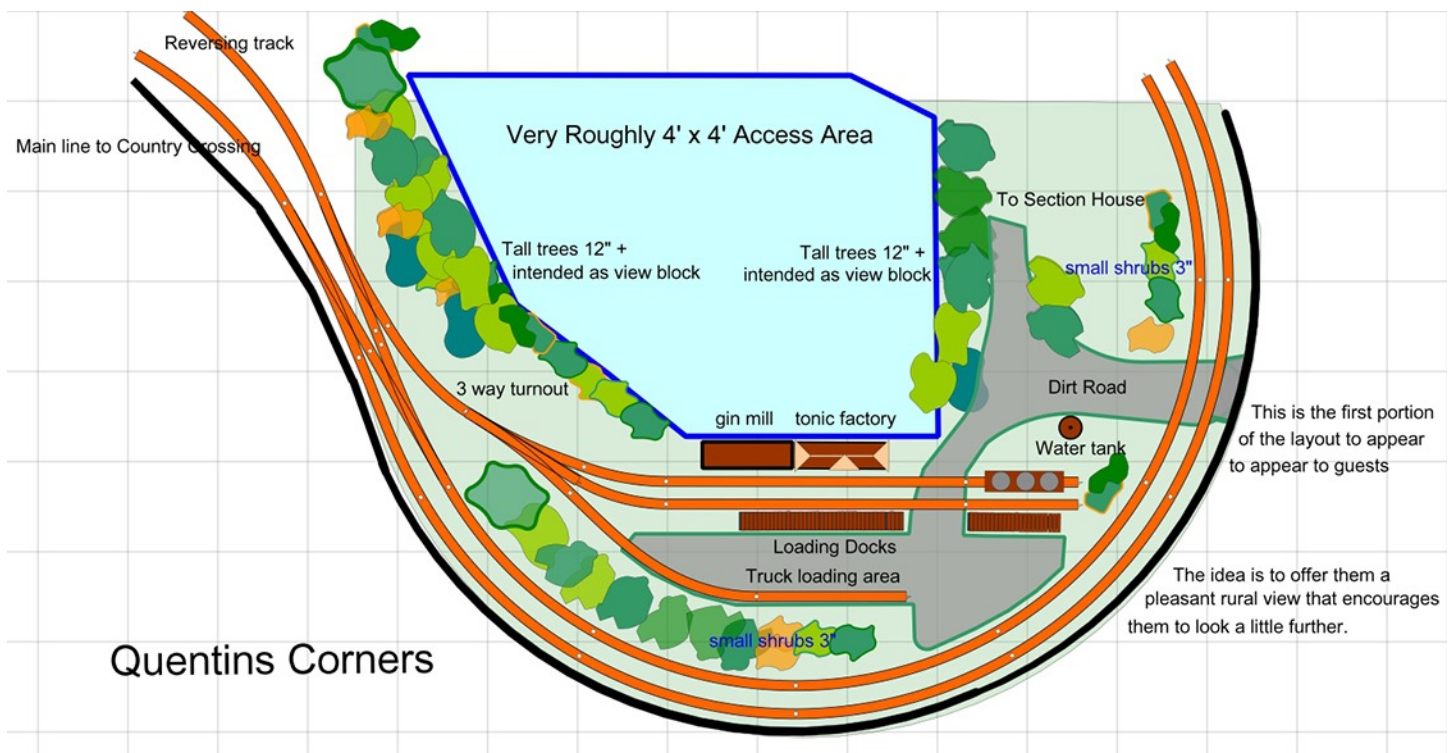 Reversing track
Main line to Country Crossing
Very Roughly 4' x 4' Access Area
To Section House
Tall trees 12" +
intended as view block
Tall trees 12" +
intended as view block
small shrubs 3"
3 way turnout
Dirt Road
gin mill
tonic factory
Water tank
This is the first portion
of the layout to appear
to appear to guests
Loading Docks
Truck loading area
The idea is to offer them a
pleasant rural view that encourages
them to look a little further.
small shrubs 3"
Quentins Corners